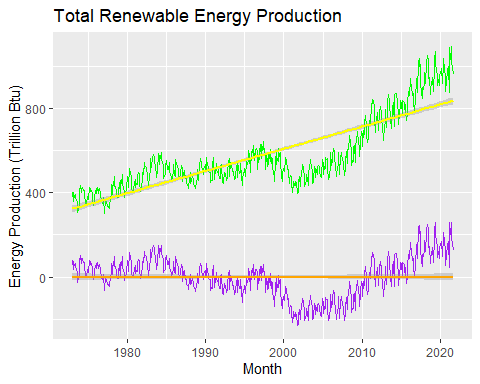 Total Renewable Energy Production
Energy Production (Trillion Btu)
800
400
0
1980 1990 2000 2010 2020
Month